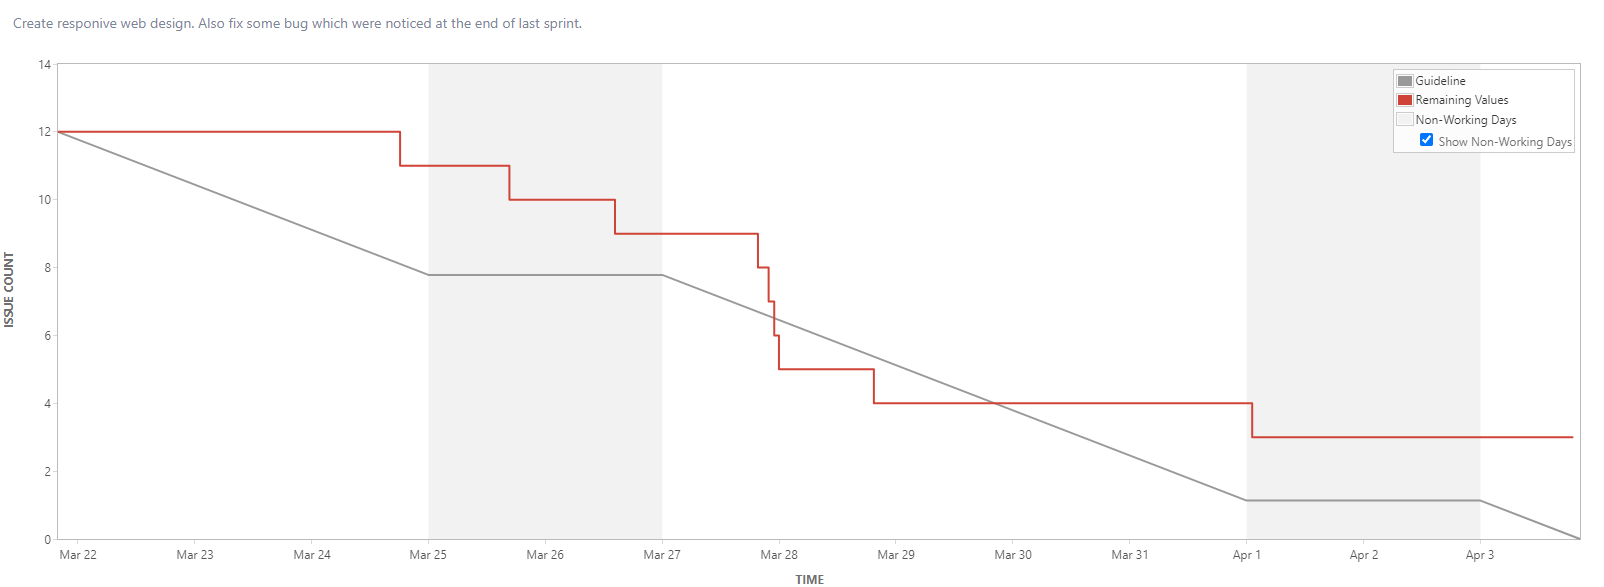 Create responive web design. Also fix some bug which were noticed at the end of last sprint.
14
12
10
8
6
4
2
0
ISSUE COUNT
Guideline
Remaining Values
Non-Working Days
Show Non-Working Days
Mar 22 Mar 23 Mar 24 Mar 25 Mar 26 Mar 27 Mar 28 Mar 29 Mar 30 Mar 31 Apr 1 Apr 2 Apr 3
TIME